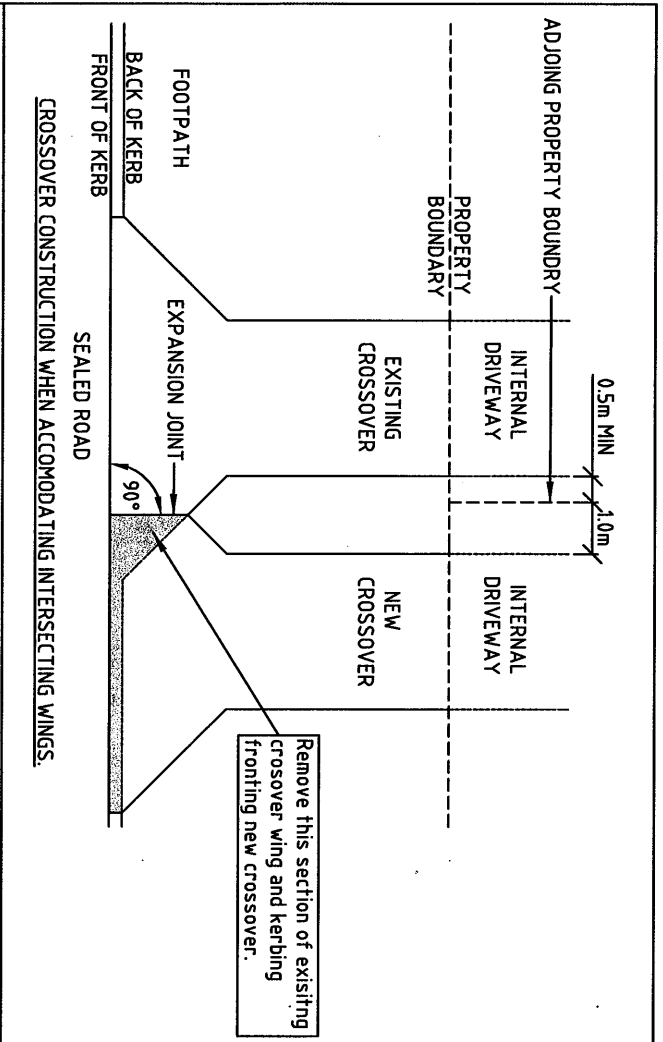 0.5m MIN
1.0m
ADJOING PROPERTY BOUNDRY
INTERNAL
DRIVEWAY
INTERNAL
DRIVEWAY
PROPERTY
BOUNDARY
EXISTING
CROSSOVER
NEW
CROSSOVER
FOOTPATH
EXPANSION JOINT
BACK OF KERB
FRONT OF KERB
90°
SEALED ROAD
Remove this section of exisitng
crosover wing and kerbing
fronting new crossover.
CROSSOVER CONSTRUCTION WHEN ACCOMODATING INTERSECTING WINGS.